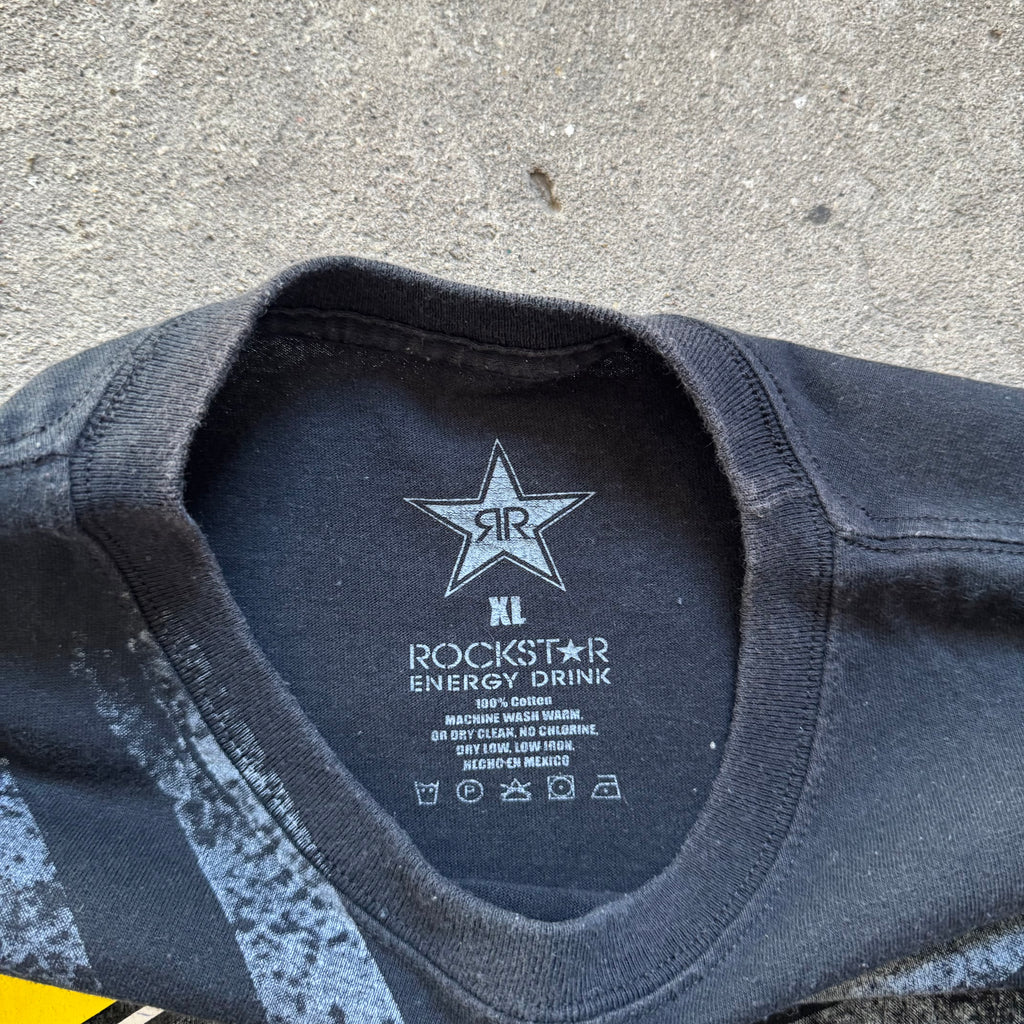 RR
XL
ROCKST★R
ENERGY DRINK
100% Cotton
MACHINE WASH WARM,
OR DRY CLEAN, NO CHLORINE,
DRY LOW, LOW IRON.
HECHO EN MEXICO
P